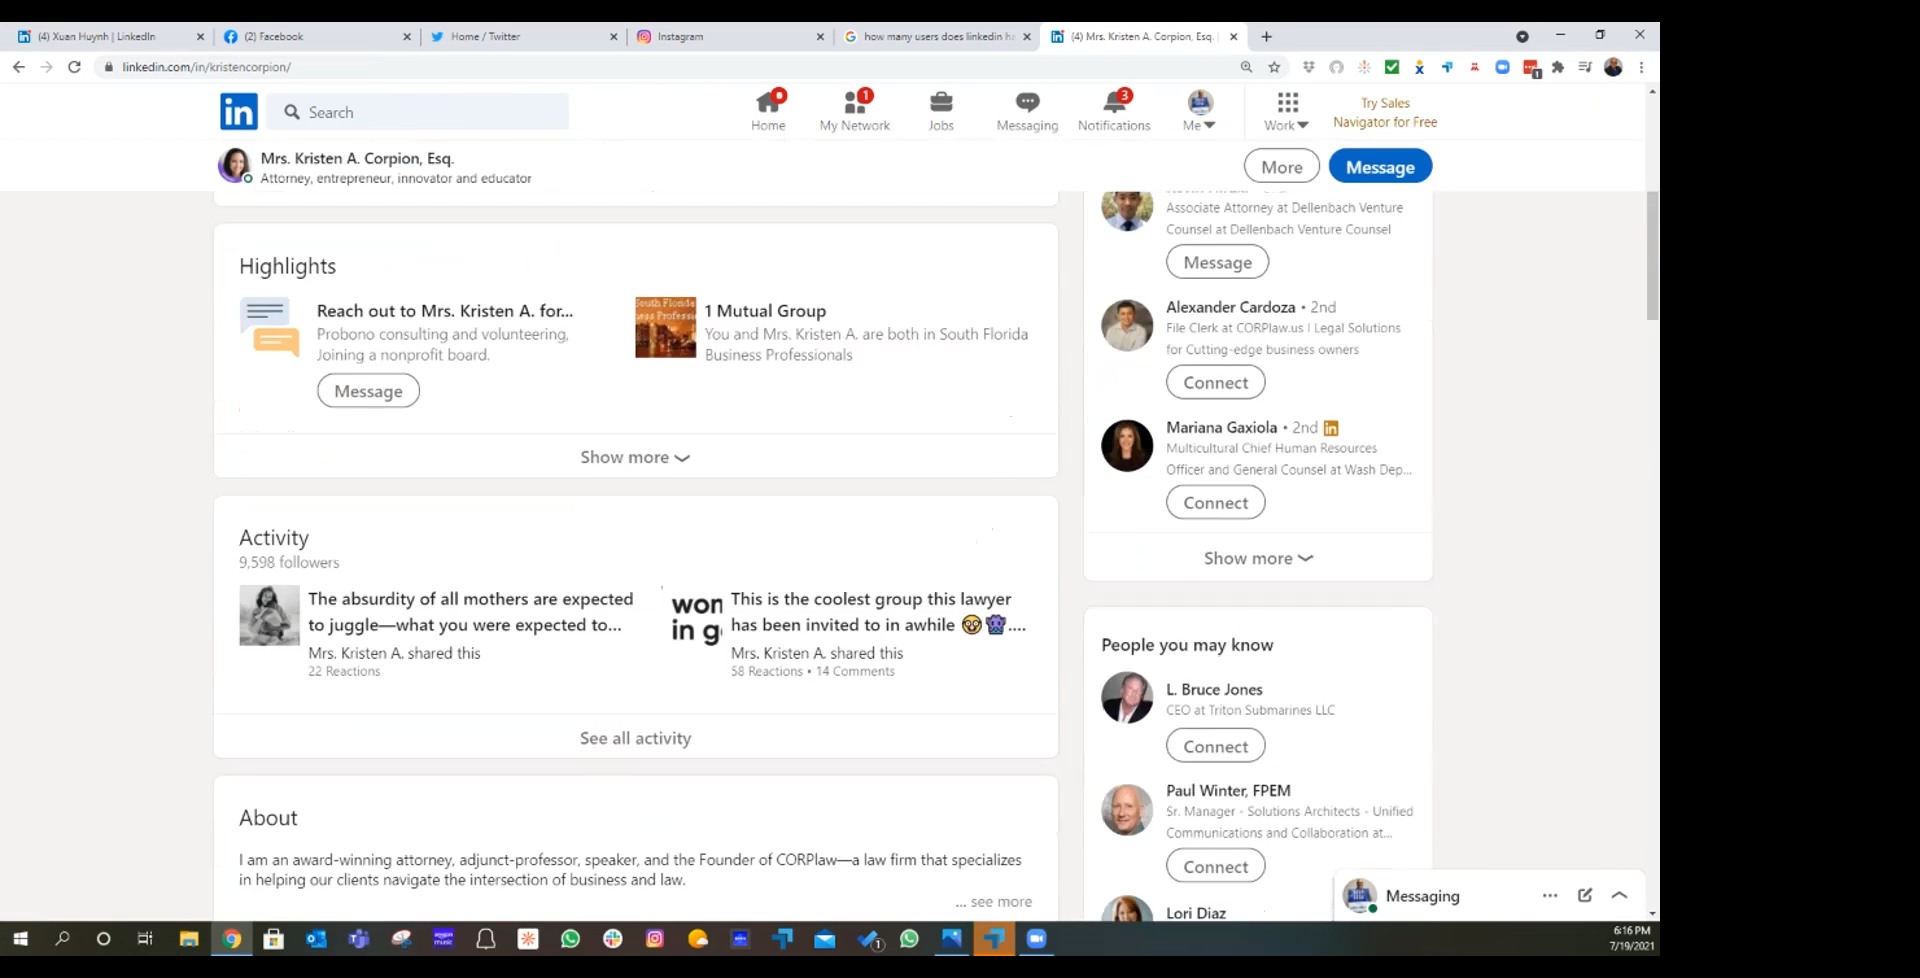 (4) Xuan Huynh | LinkedIn
(2) Facebook
Home / Twitter
Instagram
how many users does linkedin ha
(4) Mrs. Kristen A. Corpion, Esq. |
linkedin.com/in/kristencorpion/
in
Search
Home
1
My Network
Jobs
Messaging
3
Notifications
Me
Work
Try Sales
Navigator for Free
Mrs. Kristen A. Corpion, Esq.
Attorney, entrepreneur, innovator and educator
More
Message
Highlights
Reach out to Mrs. Kristen A. for...
Probono consulting and volunteering,
Joining a nonprofit board.
Message
South Florida
1 Mutual Group
You and Mrs. Kristen A. are both in South Florida
Business Professionals
Show more
Activity
9,598 followers
The absurdity of all mothers are expected
to juggle—what you were expected to...
Mrs. Kristen A. shared this
22 Reactions
won
in g
This is the coolest group this lawyer
has been invited to in awhile 🤓👾....
Mrs. Kristen A. shared this
58 Reactions • 14 Comments
See all activity
About
I am an award-winning attorney, adjunct-professor, speaker, and the Founder of CORPlaw—a law firm that specializes
in helping our clients navigate the intersection of business and law.
... see more
Associate Attorney at Dellenbach Venture
Counsel at Dellenbach Venture Counsel
Message
Alexander Cardoza • 2nd
File Clerk at CORPlaw.us | Legal Solutions
for Cutting-edge business owners
Connect
Mariana Gaxiola • 2nd in
Multicultural Chief Human Resources
Officer and General Counsel at Wash Dep...
Connect
Show more
People you may know
L. Bruce Jones
CEO at Triton Submarines LLC
Connect
Paul Winter, FPEM
Sr. Manager - Solutions Architects - Unified
Communications and Collaboration at...
Connect
Lori Diaz
Messaging
6:16 PM
7/19/2021